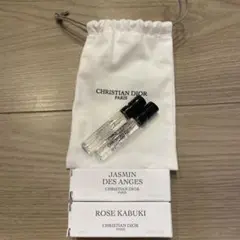 CHRISTIAN DIOR
PARIS
JASMIN
DES ANGES
CHRISTIAN DIOR
PARIS
ROSE KABUKI
CHRISTIAN DIOR
PARIS